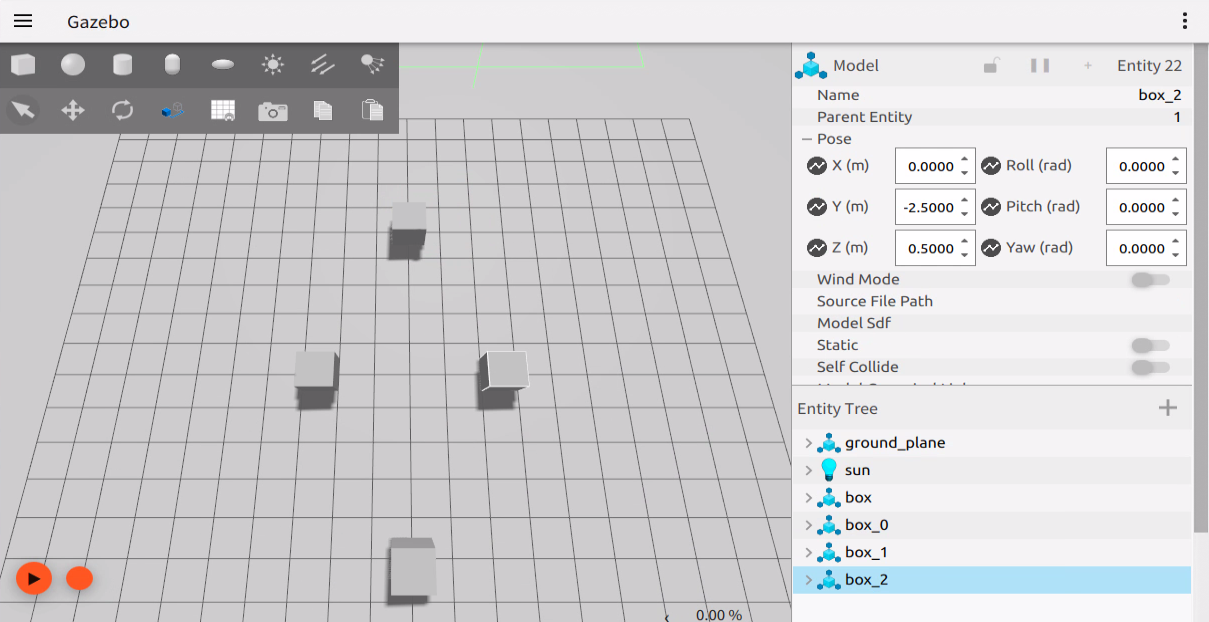 Gazebo
Model Entity 22
Name box_2
Parent Entity 1
Pose
X (m) 0.0000 Roll (rad) 0.0000
Y (m) -2.5000 Pitch (rad) 0.0000
Z (m) 0.5000 Yaw (rad) 0.0000
Wind Mode
Source File Path
Model Sdf
Static
Self Collide
Entity Tree
ground_plane
sun
box
box_0
box_1
box_2
0.00 %